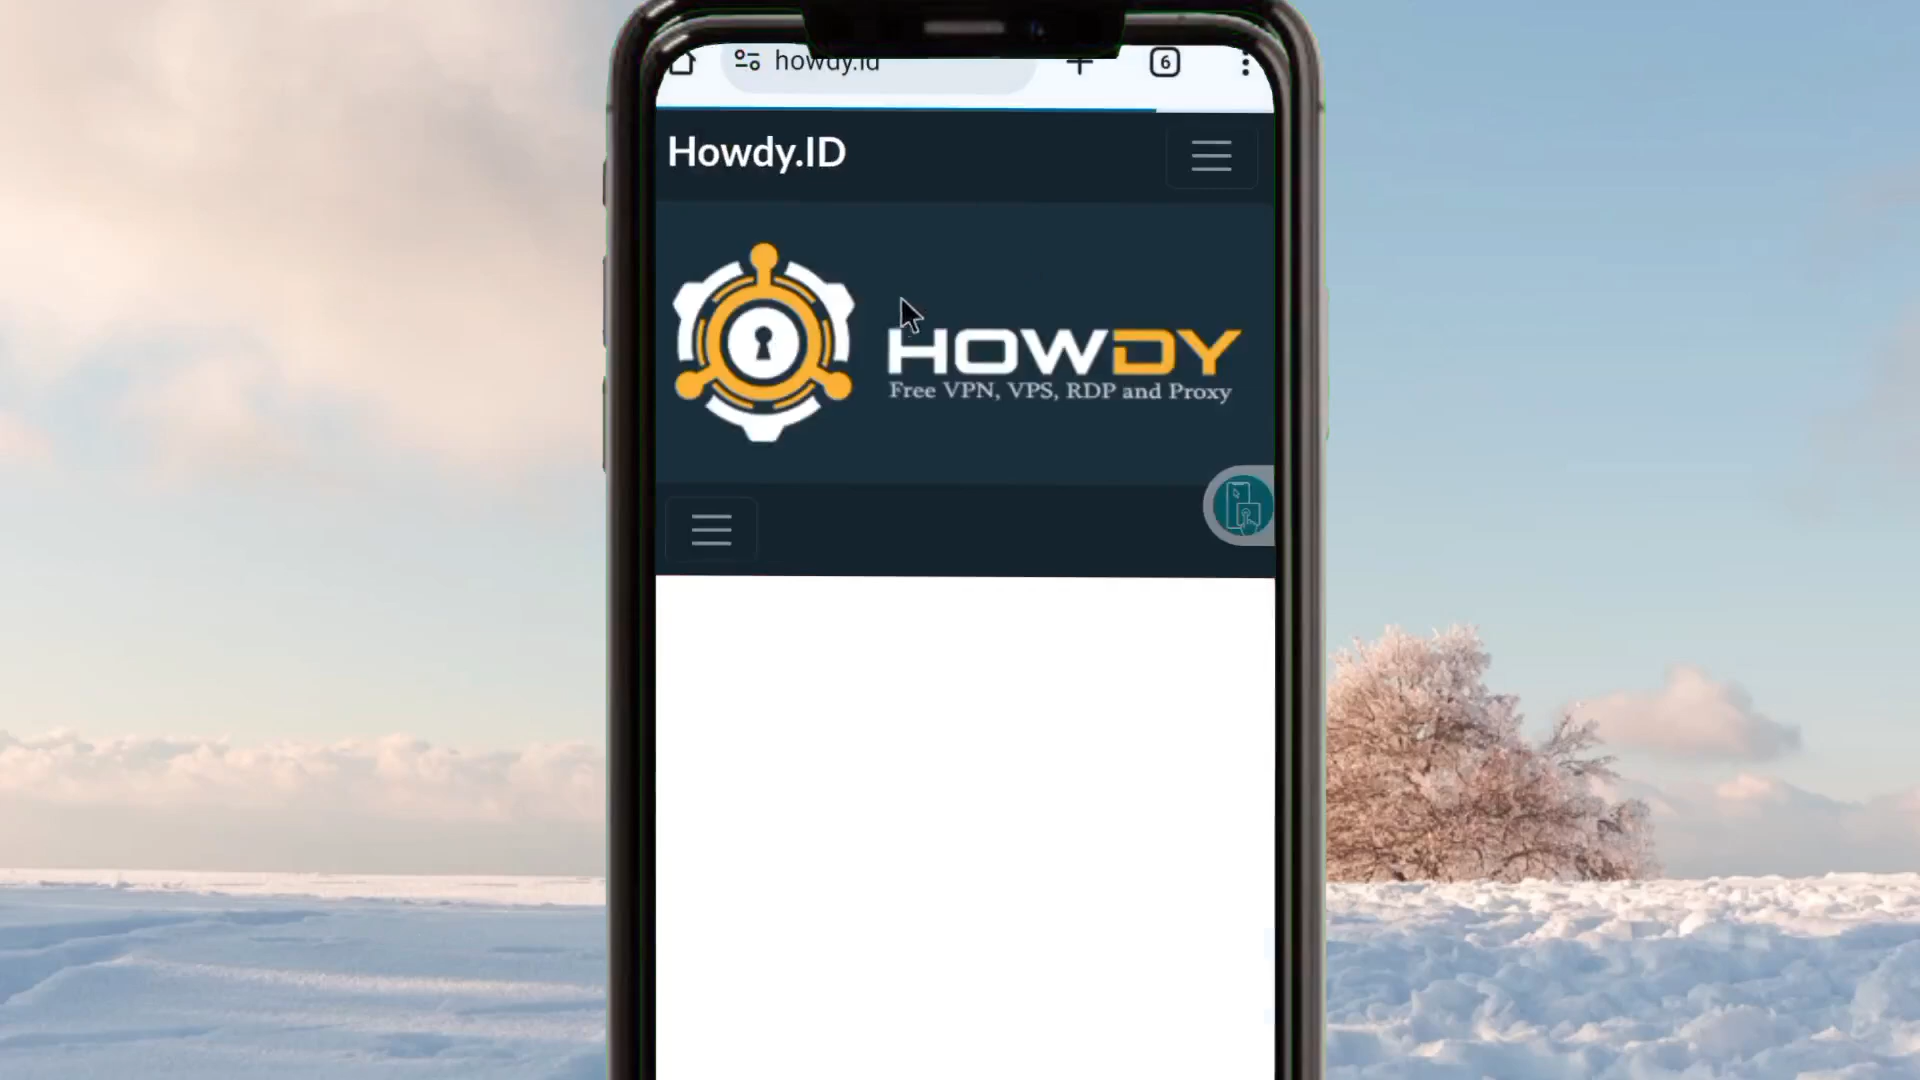 howdy.id
6
Howdy.ID
HOWDY
Free VPN, VPS, RDP and Proxy